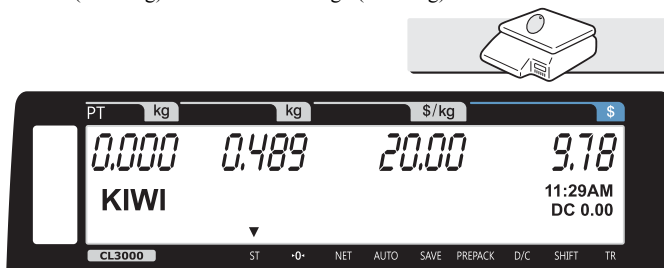 PT kg kg $/kg $
0.000 0.489 20.00 9.78
KIWI
11:29AM
DC 0.00
CL3000 ST ▸0◂ NET AUTO SAVE PREPACK D/C SHIFT TR